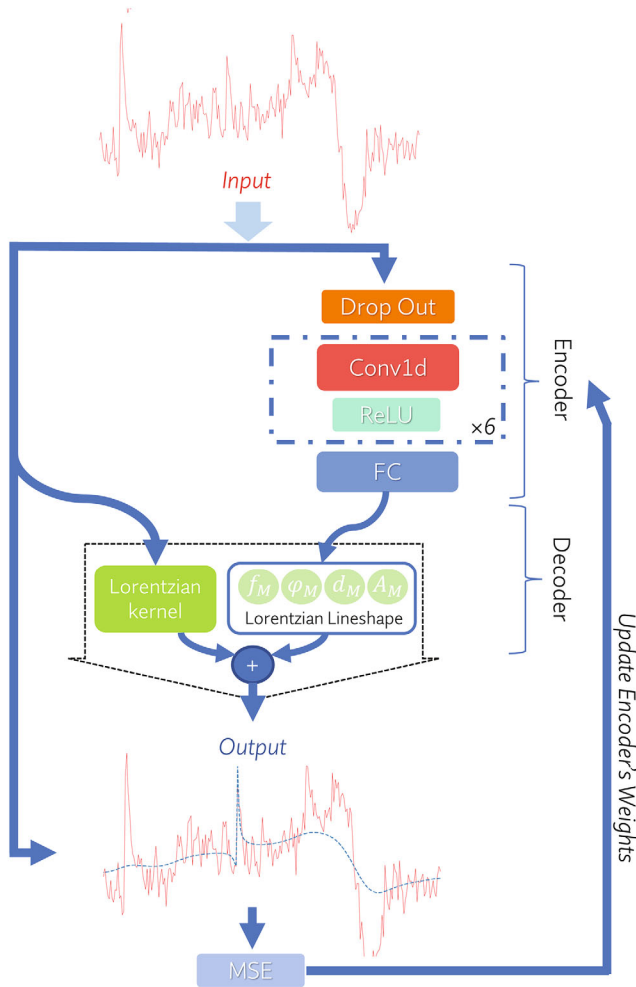 Input
Drop Out
Conv1d
ReLU
×6
FC
Encoder
Lorentzian
kernel
f_M φ_M d_M A_M
Lorentzian Lineshape
Decoder
+
Output
MSE
Update Encoder's Weights